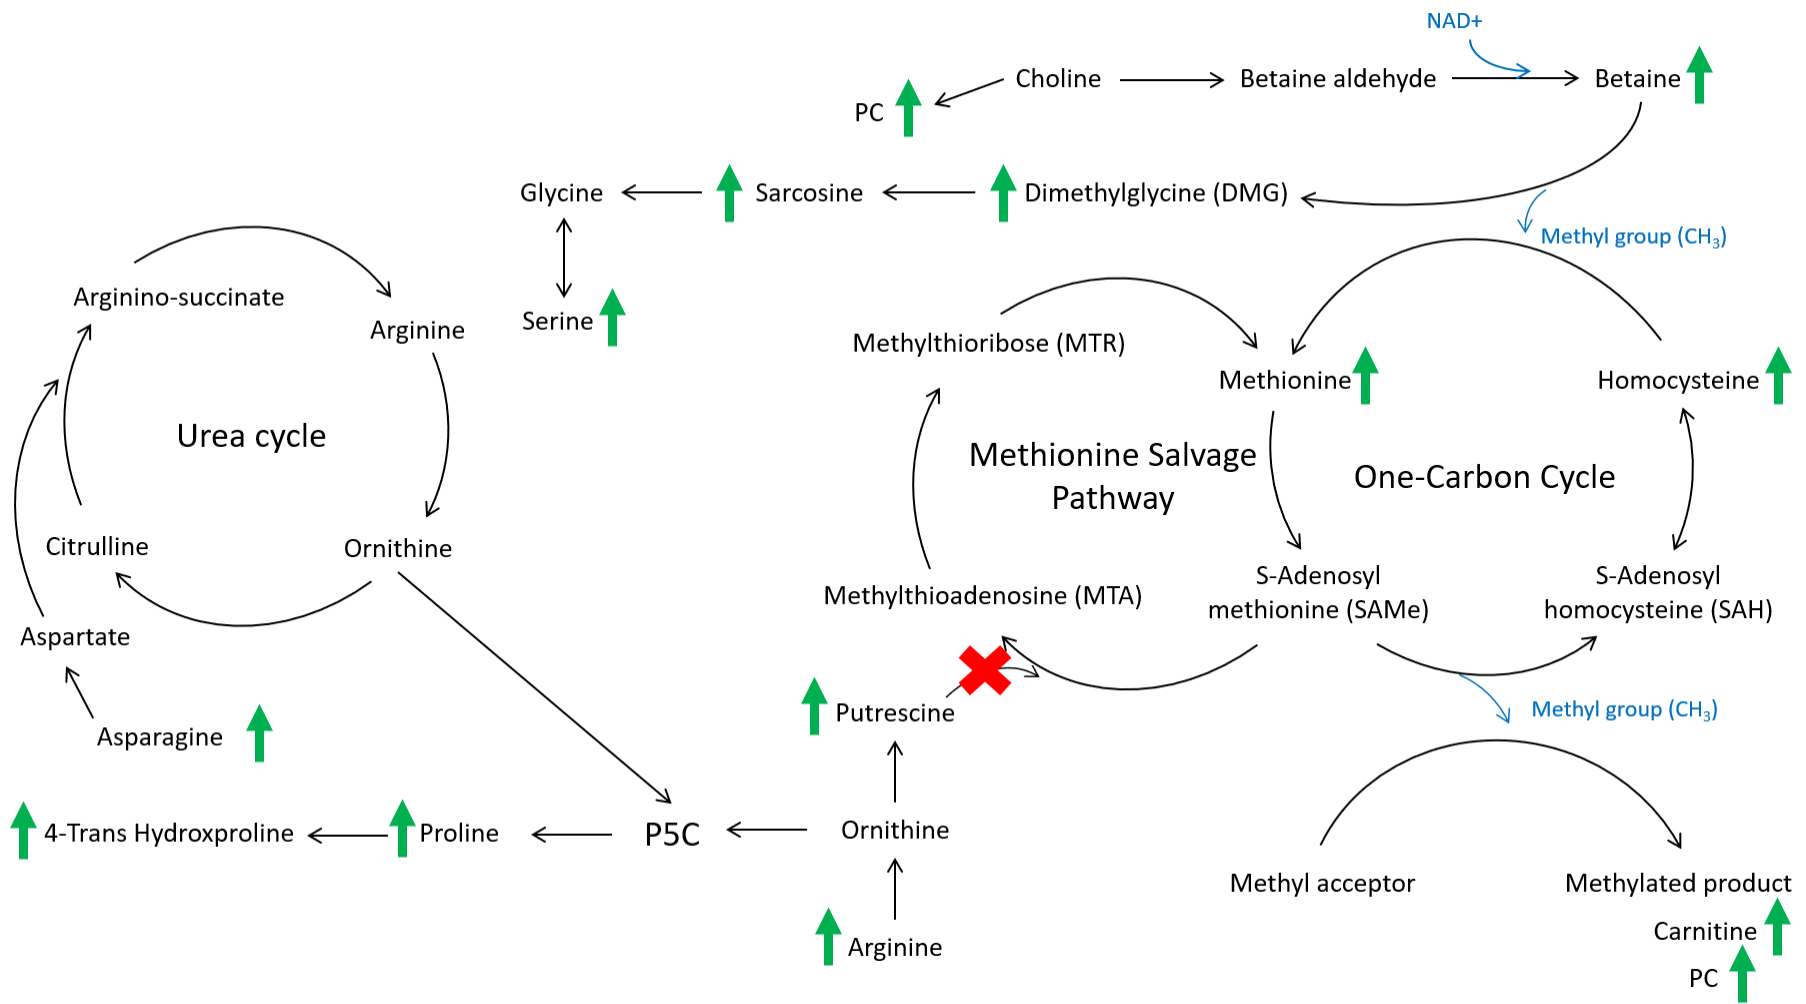 NAD+
Choline
Betaine aldehyde
Betaine
PC
Glycine
Sarcosine
Dimethylglycine (DMG)
Methyl group (CH₃)
Serine
Arginino-succinate
Arginine
Methylthioribose (MTR)
Methionine
Homocysteine
Urea cycle
Methionine Salvage
Pathway
One-Carbon Cycle
Citrulline
Ornithine
Methylthioadenosine (MTA)
S-Adenosyl
methionine (SAMe)
S-Adenosyl
homocysteine (SAH)
Aspartate
Putrescine
Methyl group (CH₃)
Asparagine
4-Trans Hydroxproline
Proline
P5C
Ornithine
Methyl acceptor
Methylated product
Arginine
Carnitine
PC